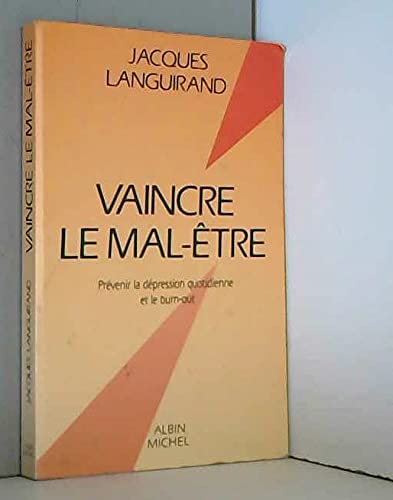 JACQUES
LANGUIRAND
VAINCRE
LE MAL-ÊTRE
Prévenir la dépression quotidienne
et le burn-out
ALBIN
MICHEL
JACQUES LANGUIRAND VAINCRE LE MAL-ÊTRE